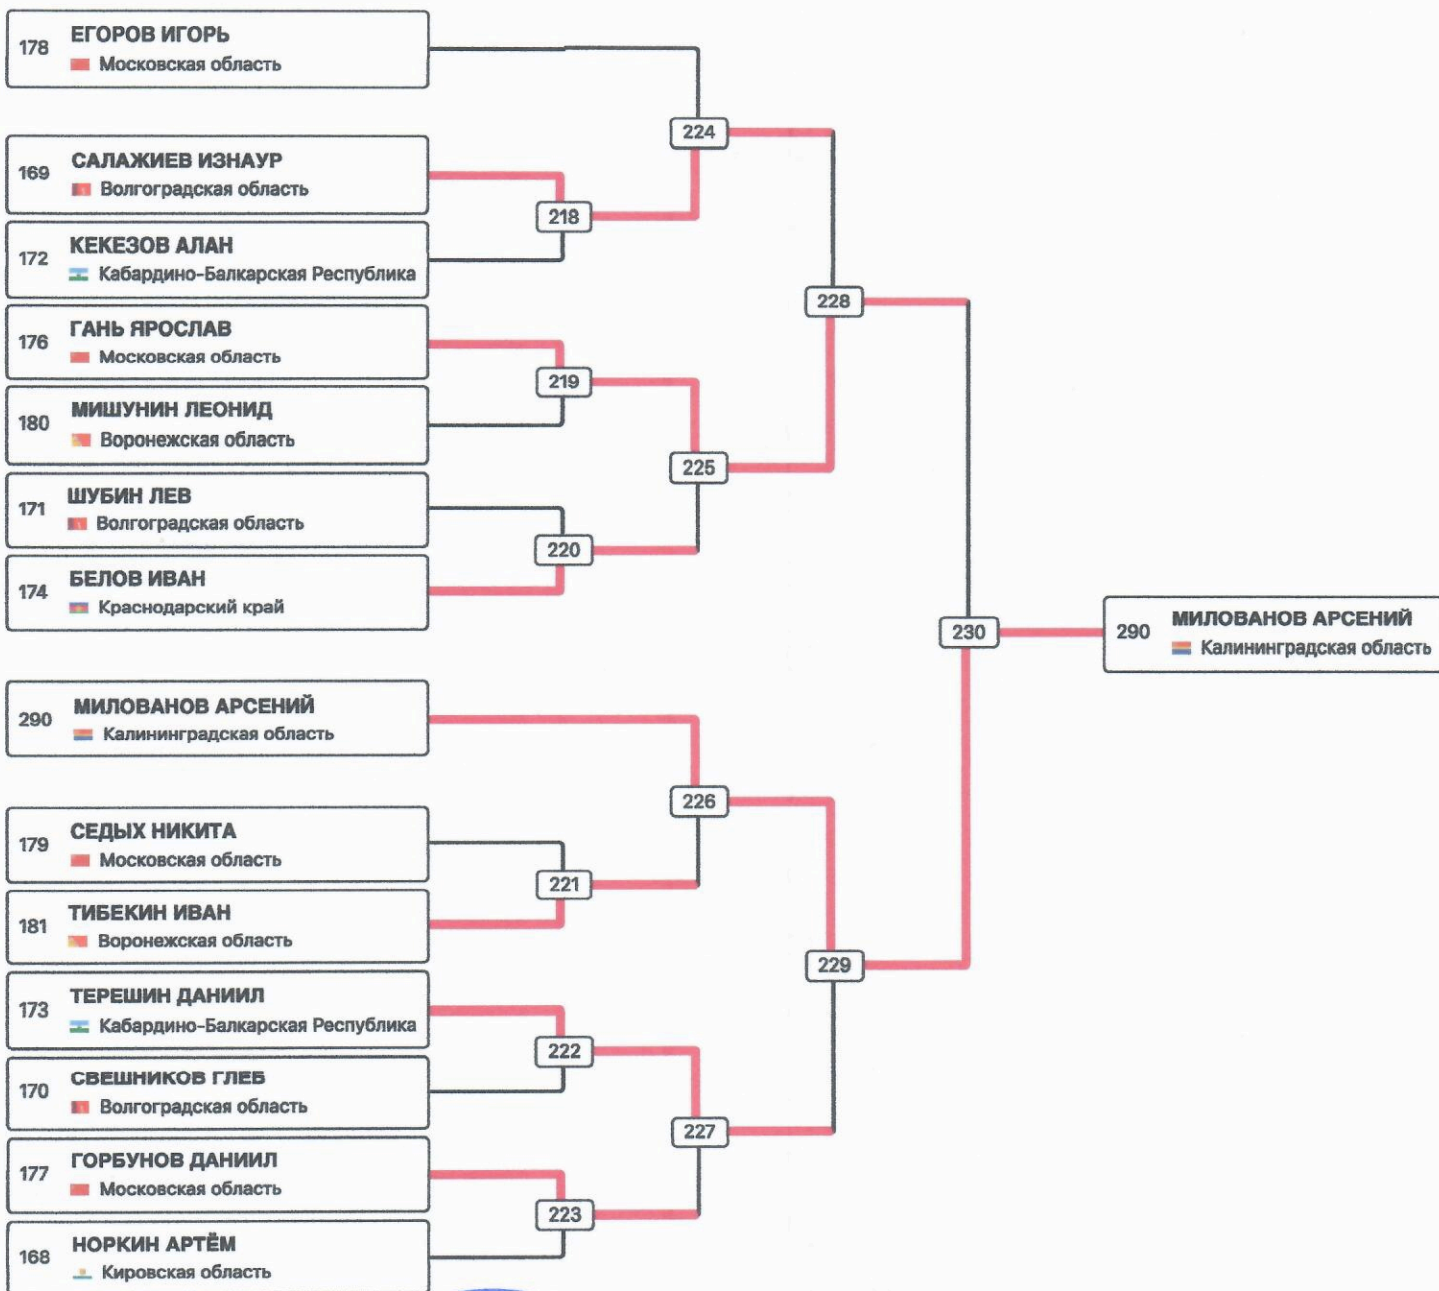 178 ЕГОРОВ ИГОРЬ
Московская область
224
169 САЛАЖИЕВ ИЗНАУР
Волгоградская область
218
172 КЕКЕЗОВ АЛАН
Кабардино-Балкарская Республика
228
176 ГАНЬ ЯРОСЛАВ
Московская область
219
180 МИШУНИН ЛЕОНИД
Воронежская область
225
171 ШУБИН ЛЕВ
Волгоградская область
220
174 БЕЛОВ ИВАН
Краснодарский край
230
290 МИЛОВАНОВ АРСЕНИЙ
Калининградская область
290 МИЛОВАНОВ АРСЕНИЙ
Калининградская область
226
179 СЕДЫХ НИКИТА
Московская область
221
181 ТИБЕКИН ИВАН
Воронежская область
229
173 ТЕРЕШИН ДАНИИЛ
Кабардино-Балкарская Республика
222
170 СВЕШНИКОВ ГЛЕБ
Волгоградская область
227
177 ГОРБУНОВ ДАНИИЛ
Московская область
223
168 НОРКИН АРТЁМ
Кировская область